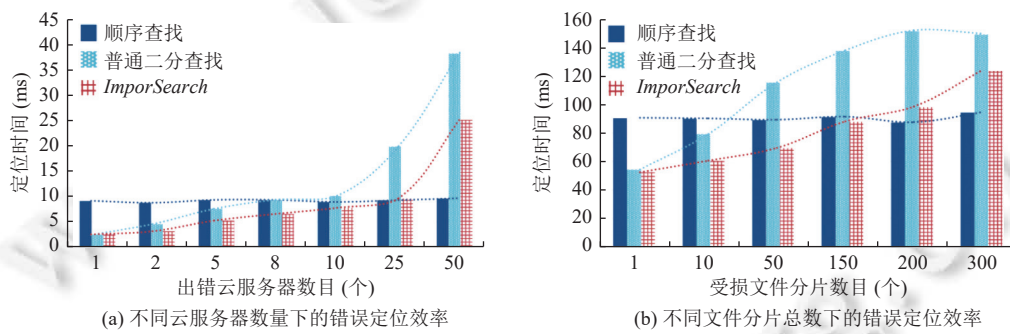 45
40
35
30
25
20
15
10
5
0
定位时间 (ms)
顺序查找
普通二分查找
ImporSearch
1 2 5 8 10 25 50
出错云服务器数目 (个)
(a) 不同云服务器数量下的错误定位效率
160
140
120
100
80
60
40
20
0
定位时间 (ms)
顺序查找
普通二分查找
ImporSearch
1 10 50 150 200 300
受损文件分片数目 (个)
(b) 不同文件分片总数下的错误定位效率